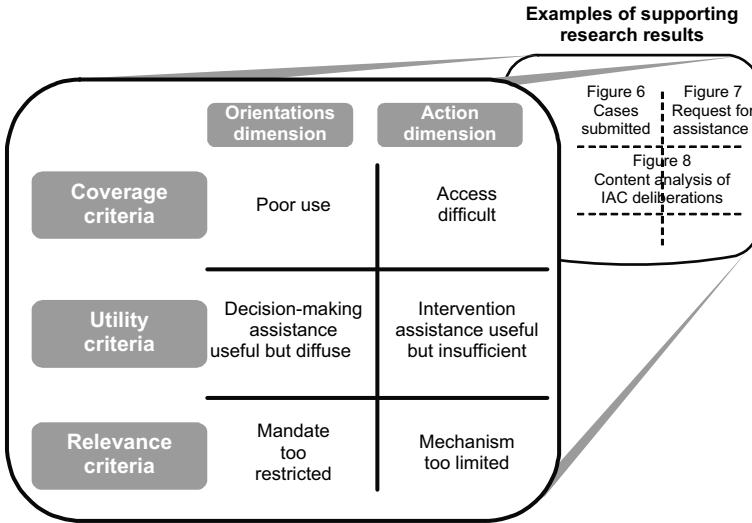 Examples of supporting
research results
Figure 6
Cases
submitted
Figure 7
Request for
assistance
Figure 8
Content analysis of
IAC deliberations
Orientations
dimension
Action
dimension
Coverage
criteria
Poor use
Access
difficult
Utility
criteria
Decision-making
assistance
useful but diffuse
Intervention
assistance useful
but insufficient
Relevance
criteria
Mandate
too
restricted
Mechanism
too limited